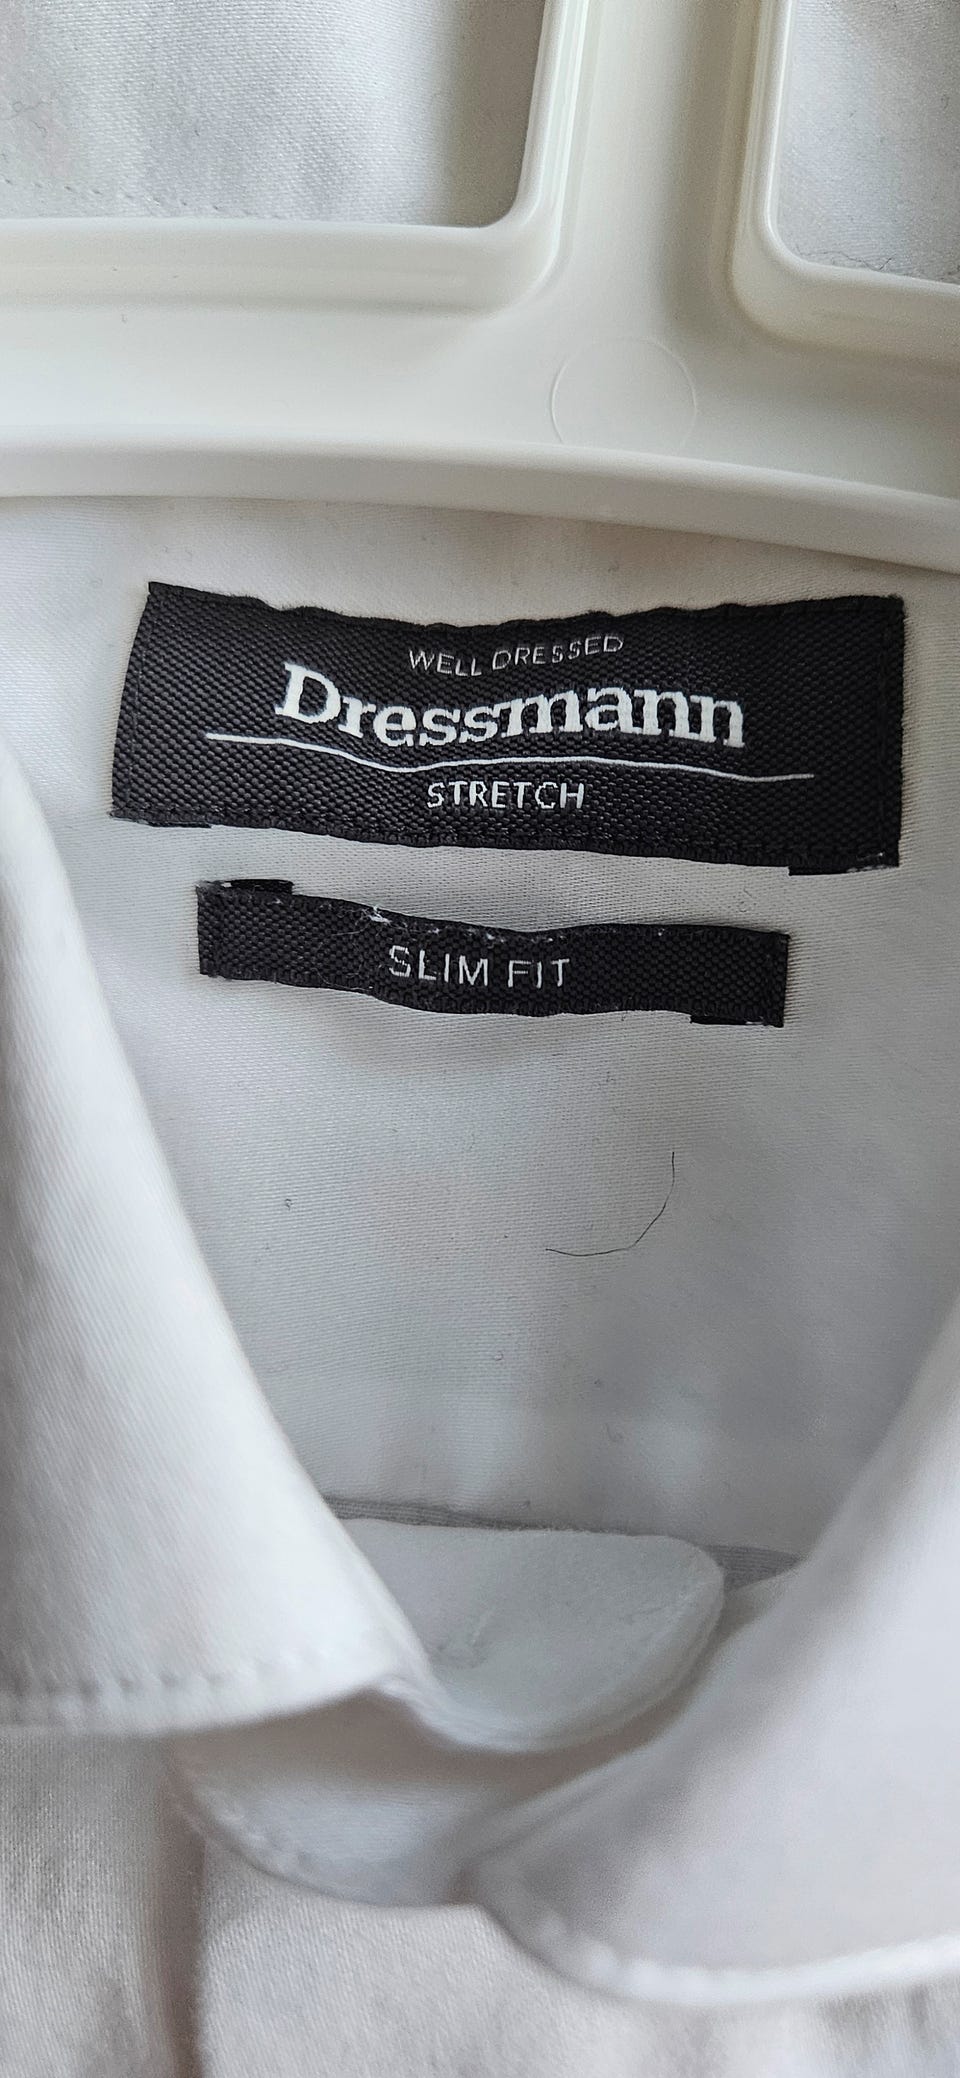 WELL DRESSED
Dressmann
STRETCH
SLIM FIT